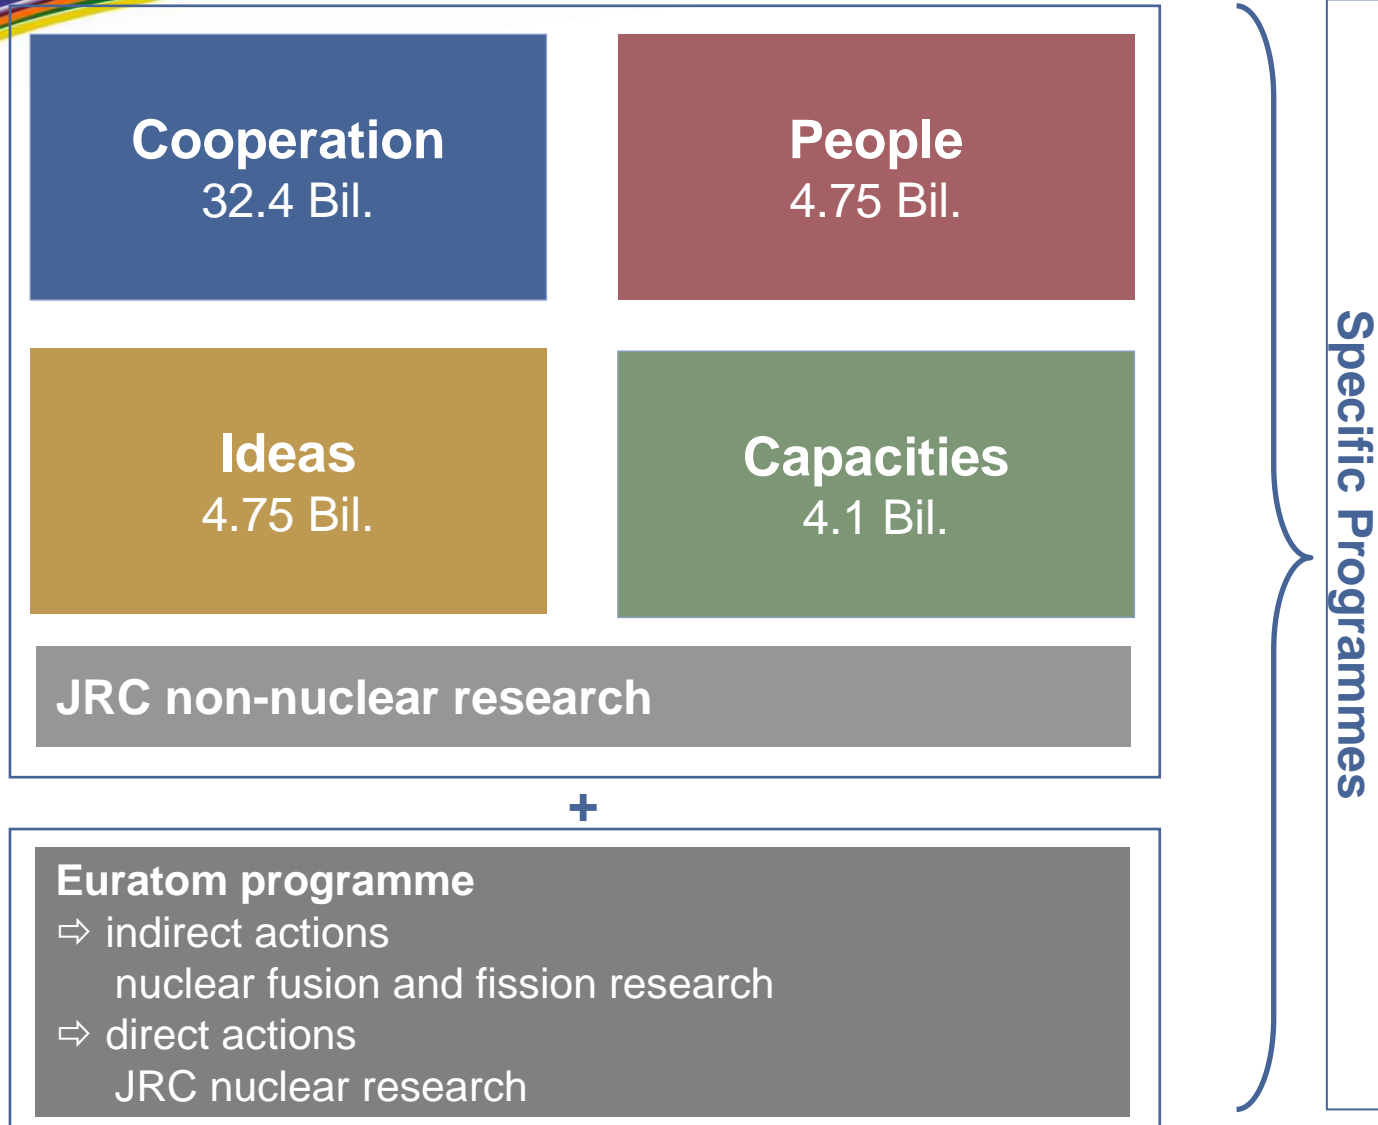 Cooperation
32.4 Bil.
People
4.75 Bil.
Ideas
4.75 Bil.
Capacities
4.1 Bil.
JRC non-nuclear research
+
Euratom programme
⇨ indirect actions
nuclear fusion and fission research
⇨ direct actions
JRC nuclear research
Specific Programmes